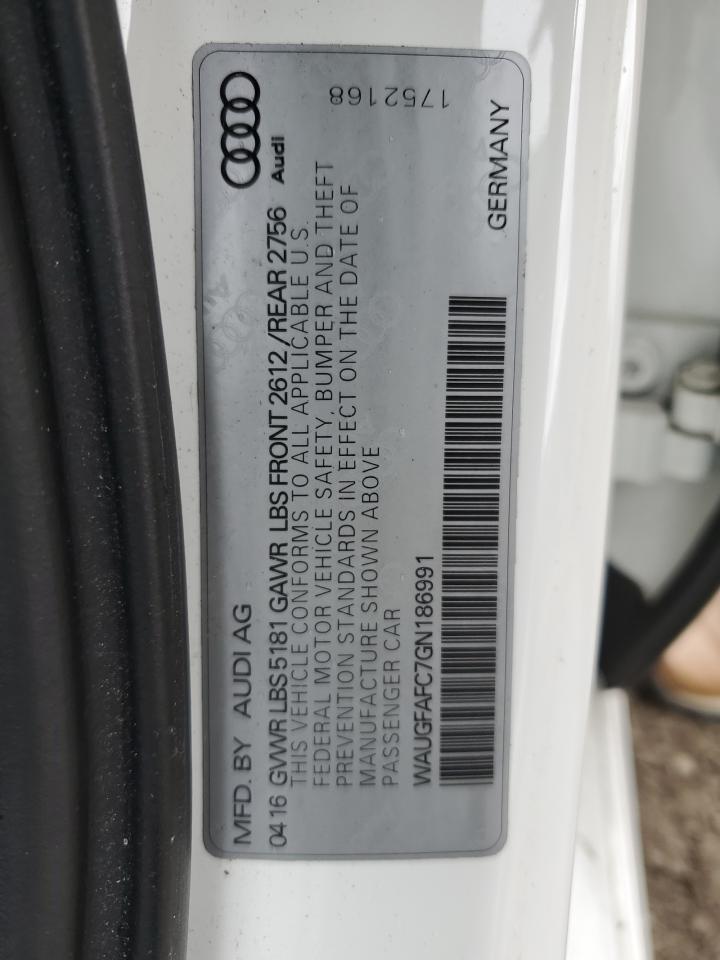 MFD. BY AUDI AG
Audi
0416 GVWR LBS 5181 GAWR LBS FRONT 2612 /REAR 2756
THIS VEHICLE CONFORMS TO ALL APPLICABLE U.S.
FEDERAL MOTOR VEHICLE SAFETY, BUMPER AND THEFT
PREVENTION STANDARDS IN EFFECT ON THE DATE OF
MANUFACTURE SHOWN ABOVE
PASSENGER CAR
1752168
WAUGFAFC7GN186991
GERMANY